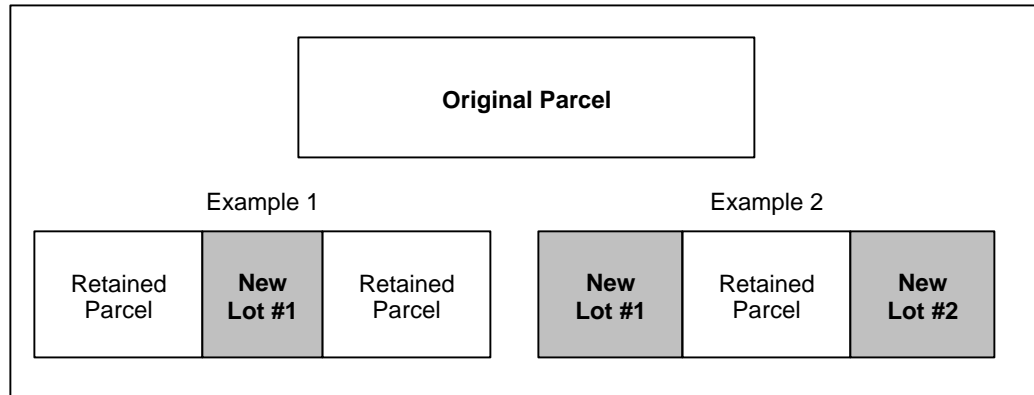 Original Parcel
Example 1
Retained
Parcel
New
Lot #1
Retained
Parcel
Example 2
New
Lot #1
Retained
Parcel
New
Lot #2